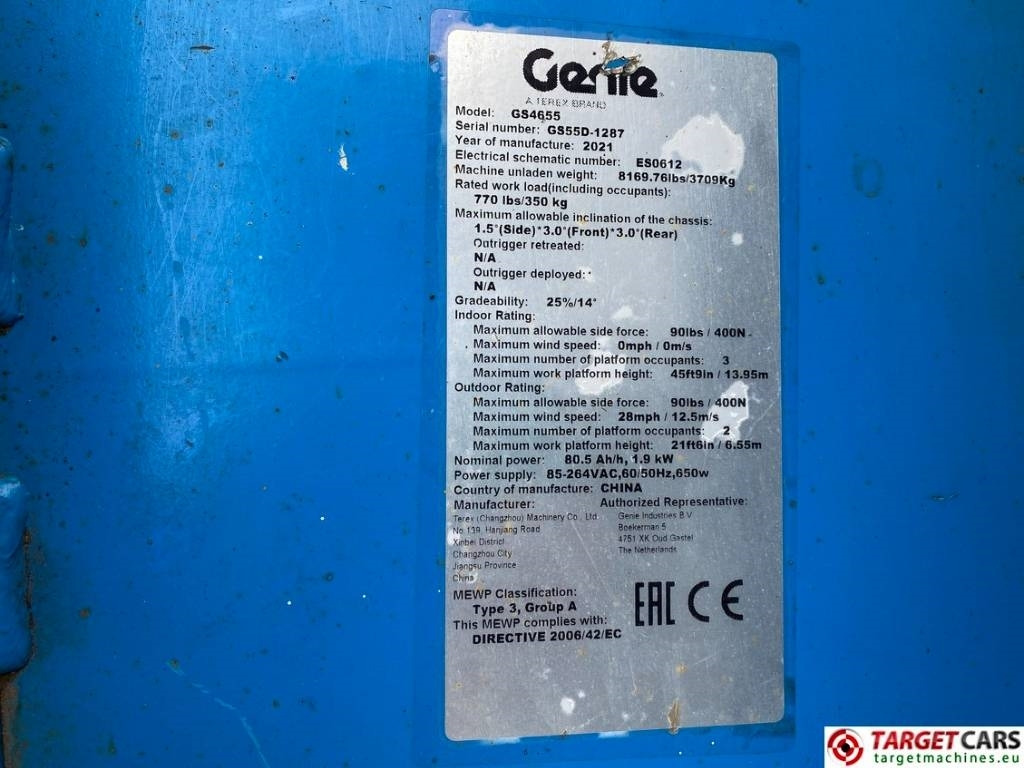 Genie
A TEREX BRAND
Model: GS4655
Serial number: GS55D-1287
Year of manufacture: 2021
Electrical schematic number: ES0612
Machine unladen weight: 8169.76lbs/3709Kg
Rated work load(including occupants):
770 lbs/350 kg
Maximum allowable inclination of the chassis:
1.5°(Side)*3.0°(Front)*3.0°(Rear)
Outrigger retreated:
N/A
Outrigger deployed:
N/A
Gradeability: 25%/14°
Indoor Rating:
Maximum allowable side force: 90lbs / 400N
Maximum wind speed: 0mph / 0m/s
Maximum number of platform occupants: 3
Maximum work platform height: 45ft9in / 13.95m
Outdoor Rating:
Maximum allowable side force: 90lbs / 400N
Maximum wind speed: 28mph / 12.5m/s
Maximum number of platform occupants: 2
Maximum work platform height: 21ft6in / 6.55m
Nominal power: 80.5 Ah/h, 1.9 kW
Power supply: 85-264VAC,60/50Hz,650w
Country of manufacture: CHINA
Manufacturer: Authorized Representative:
Terex (Changzhou) Machinery Co., Ltd. Genie Industries B.V
No.139, Hanjiang Road Boekerman 5
Xinbei District 4751 XK Oud Gastel
Changzhou City The Netherlands
Jiangsu Province
China
MEWP Classification:
Type 3, Group A
This MEWP complies with:
DIRECTIVE 2006/42/EC
EAC CE
TARGETCARS
targetmachines.eu